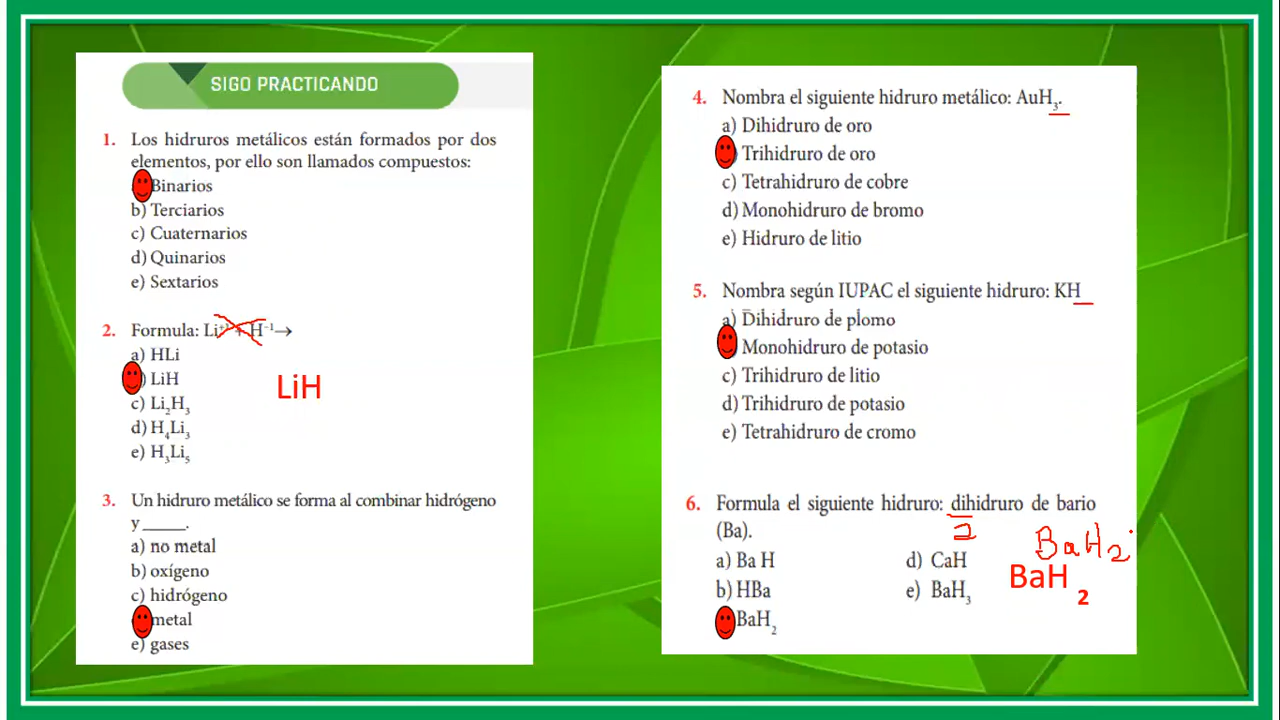 SIGO PRACTICANDO
1. Los hidruros metálicos están formados por dos
elementos, por ello son llamados compuestos:
Binarios
b) Terciarios
c) Cuaternarios
d) Quinarios
e) Sextarios
2. Formula: Li⁺¹ + H⁻¹→
a) HLi
) LiH
LiH
c) Li₂H₃
d) H₄Li₃
e) H₃Li₅
3. Un hidruro metálico se forma al combinar hidrógeno
y _____.
a) no metal
b) oxígeno
c) hidrógeno
metal
e) gases
4. Nombra el siguiente hidruro metálico: AuH₃.
a) Dihidruro de oro
) Trihidruro de oro
c) Tetrahidruro de cobre
d) Monohidruro de bromo
e) Hidruro de litio
5. Nombra según IUPAC el siguiente hidruro: KH
a) Dihidruro de plomo
Monohidruro de potasio
c) Trihidruro de litio
d) Trihidruro de potasio
e) Tetrahidruro de cromo
6. Formula el siguiente hidruro: dihidruro de bario
2
(Ba).
BaH₂
a) Ba H
d) CaH
BaH₂
b) HBa
e) BaH₃
BaH₂